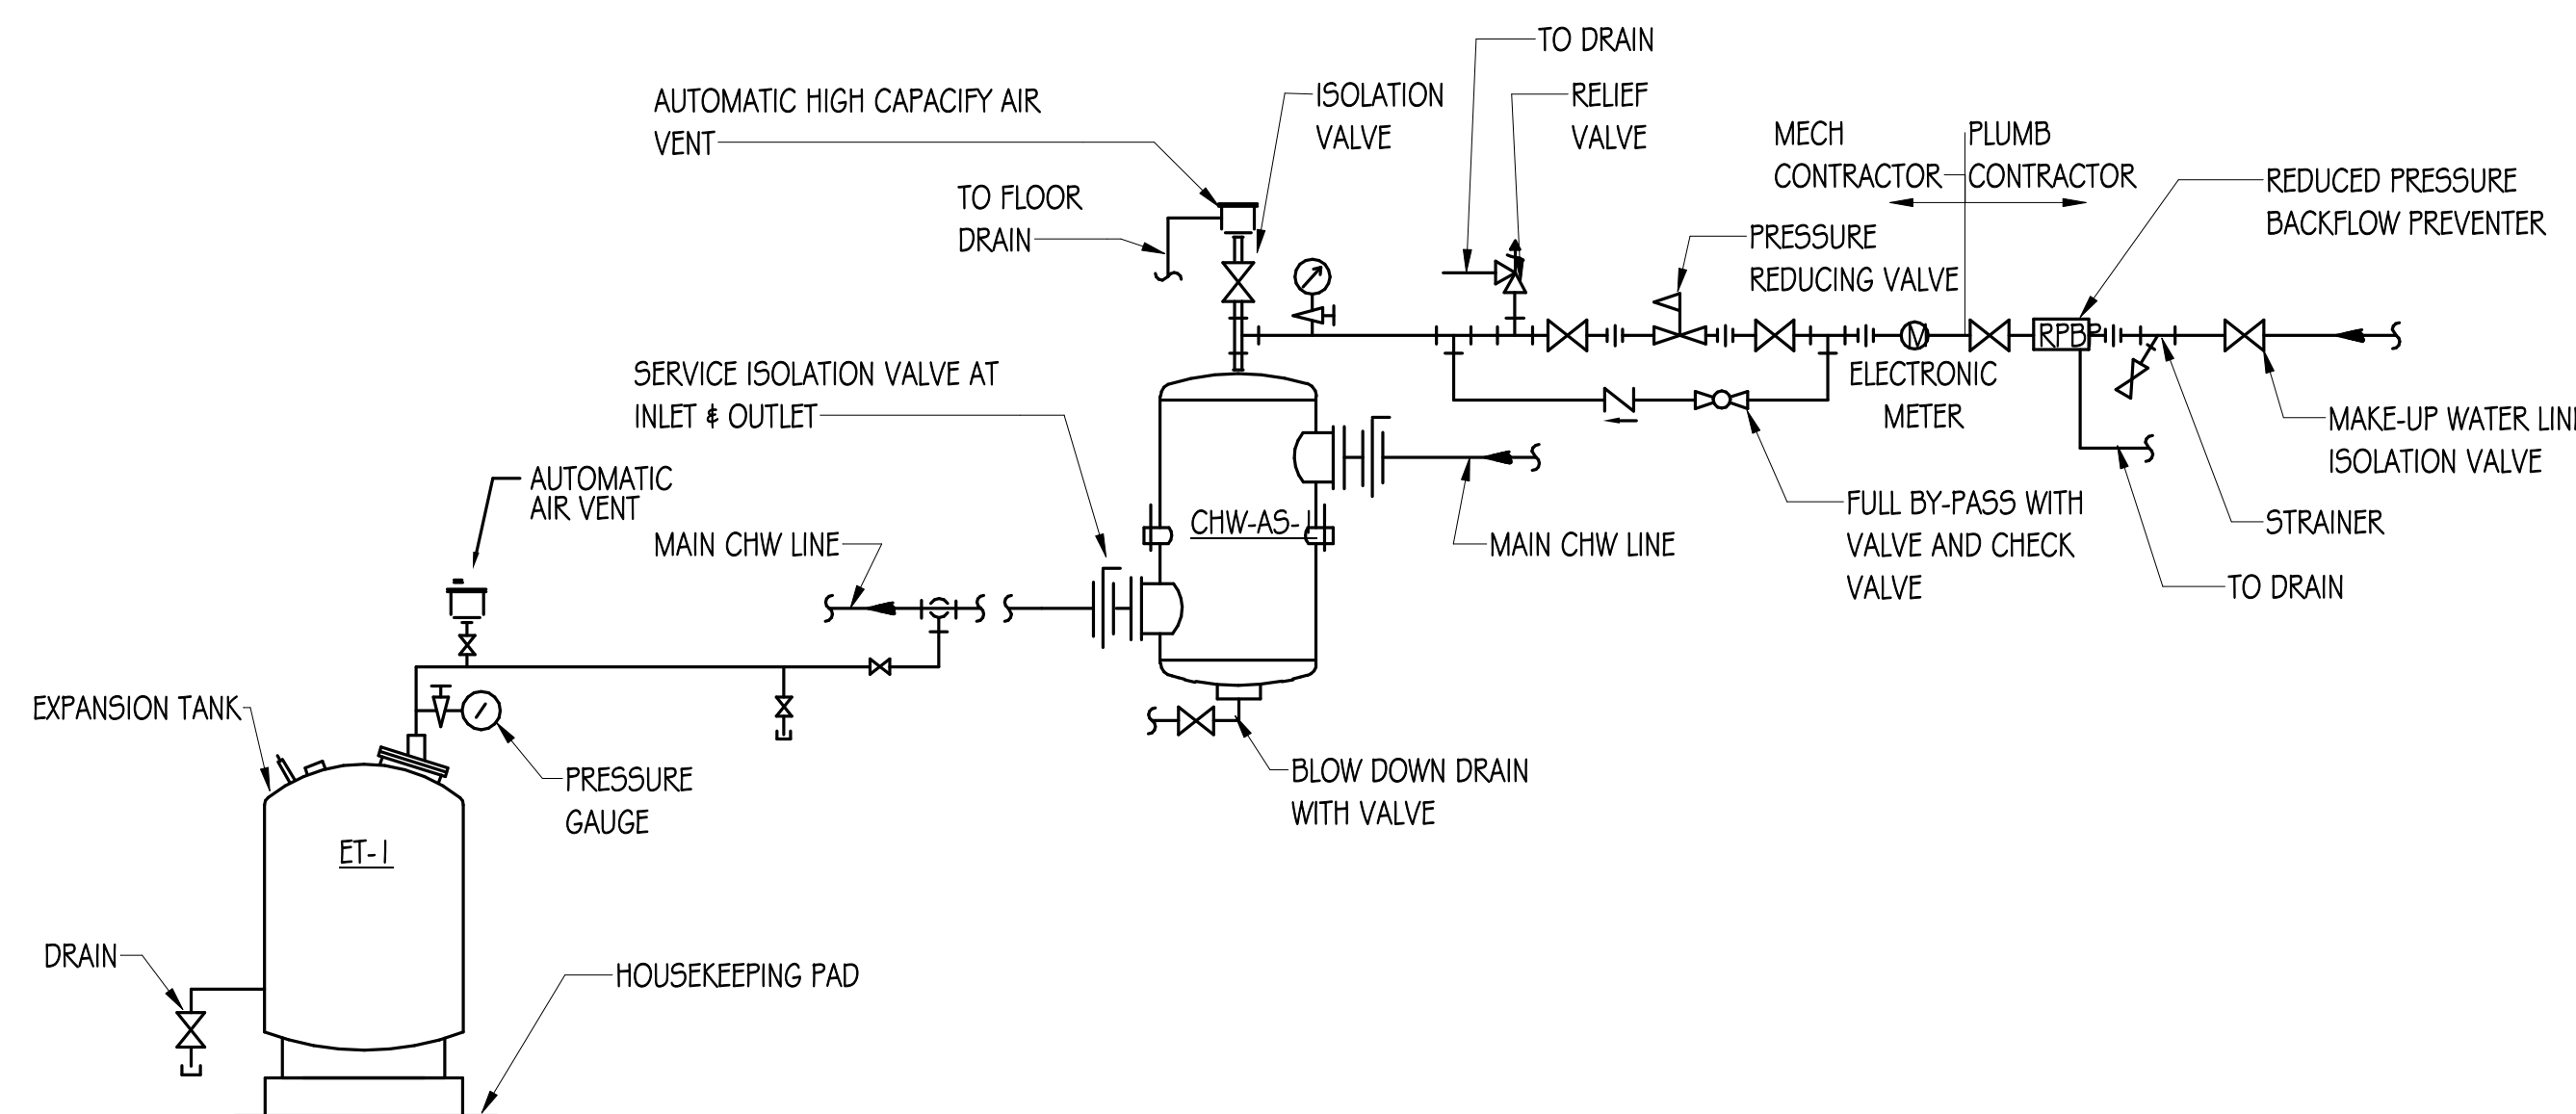 TO DRAIN
AUTOMATIC HIGH CAPACIFY AIR
VENT
ISOLATION
VALVE
RELIEF
VALVE
MECH
CONTRACTOR
PLUMB
CONTRACTOR
REDUCED PRESSURE
BACKFLOW PREVENTER
TO FLOOR
DRAIN
PRESSURE
REDUCING VALVE
M
RPBP
SERVICE ISOLATION VALVE AT
INLET & OUTLET
ELECTRONIC
METER
MAKE-UP WATER LINE
ISOLATION VALVE
AUTOMATIC
AIR VENT
MAIN CHW LINE
CHW-AS-1
MAIN CHW LINE
FULL BY-PASS WITH
VALVE AND CHECK
VALVE
STRAINER
TO DRAIN
EXPANSION TANK
PRESSURE
GAUGE
BLOW DOWN DRAIN
WITH VALVE
ET-1
DRAIN
HOUSEKEEPING PAD